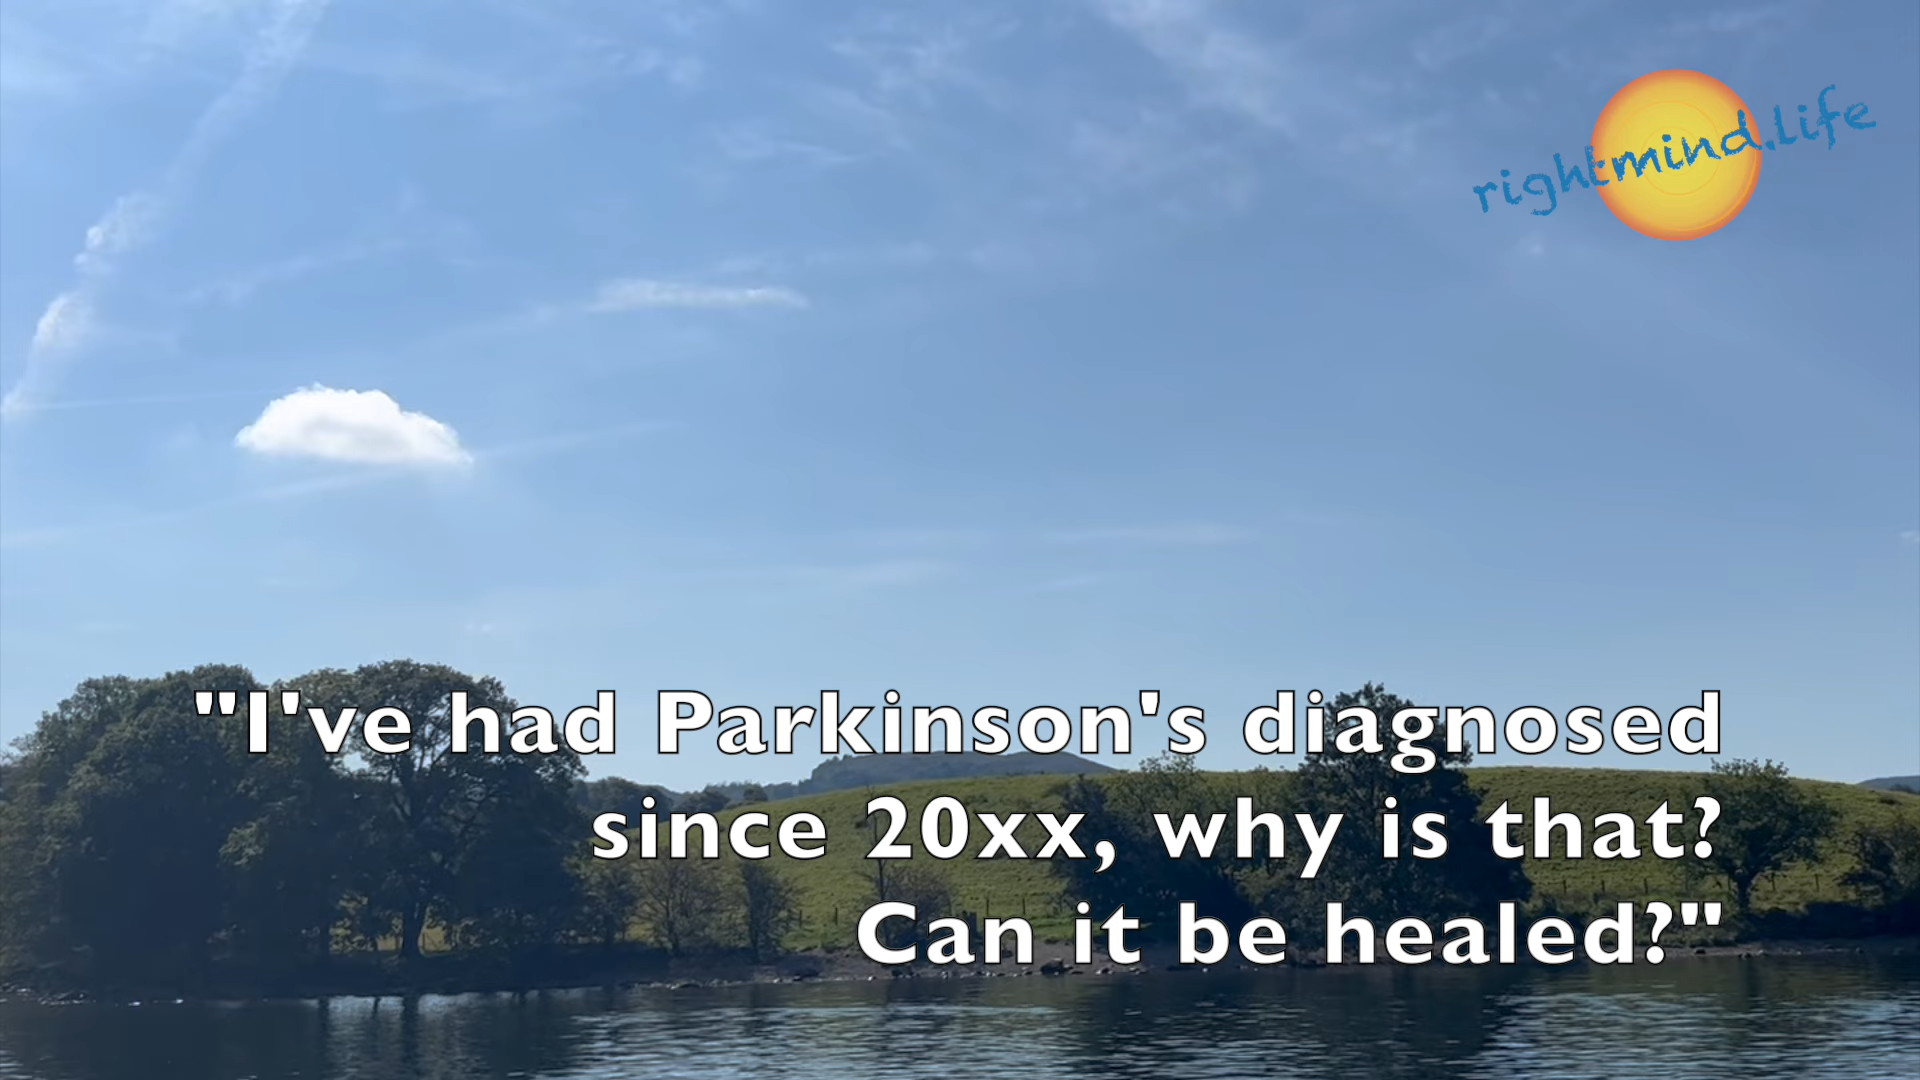 rightmind.life
"I've had Parkinson's diagnosed
since 20xx, why is that?
Can it be healed?"